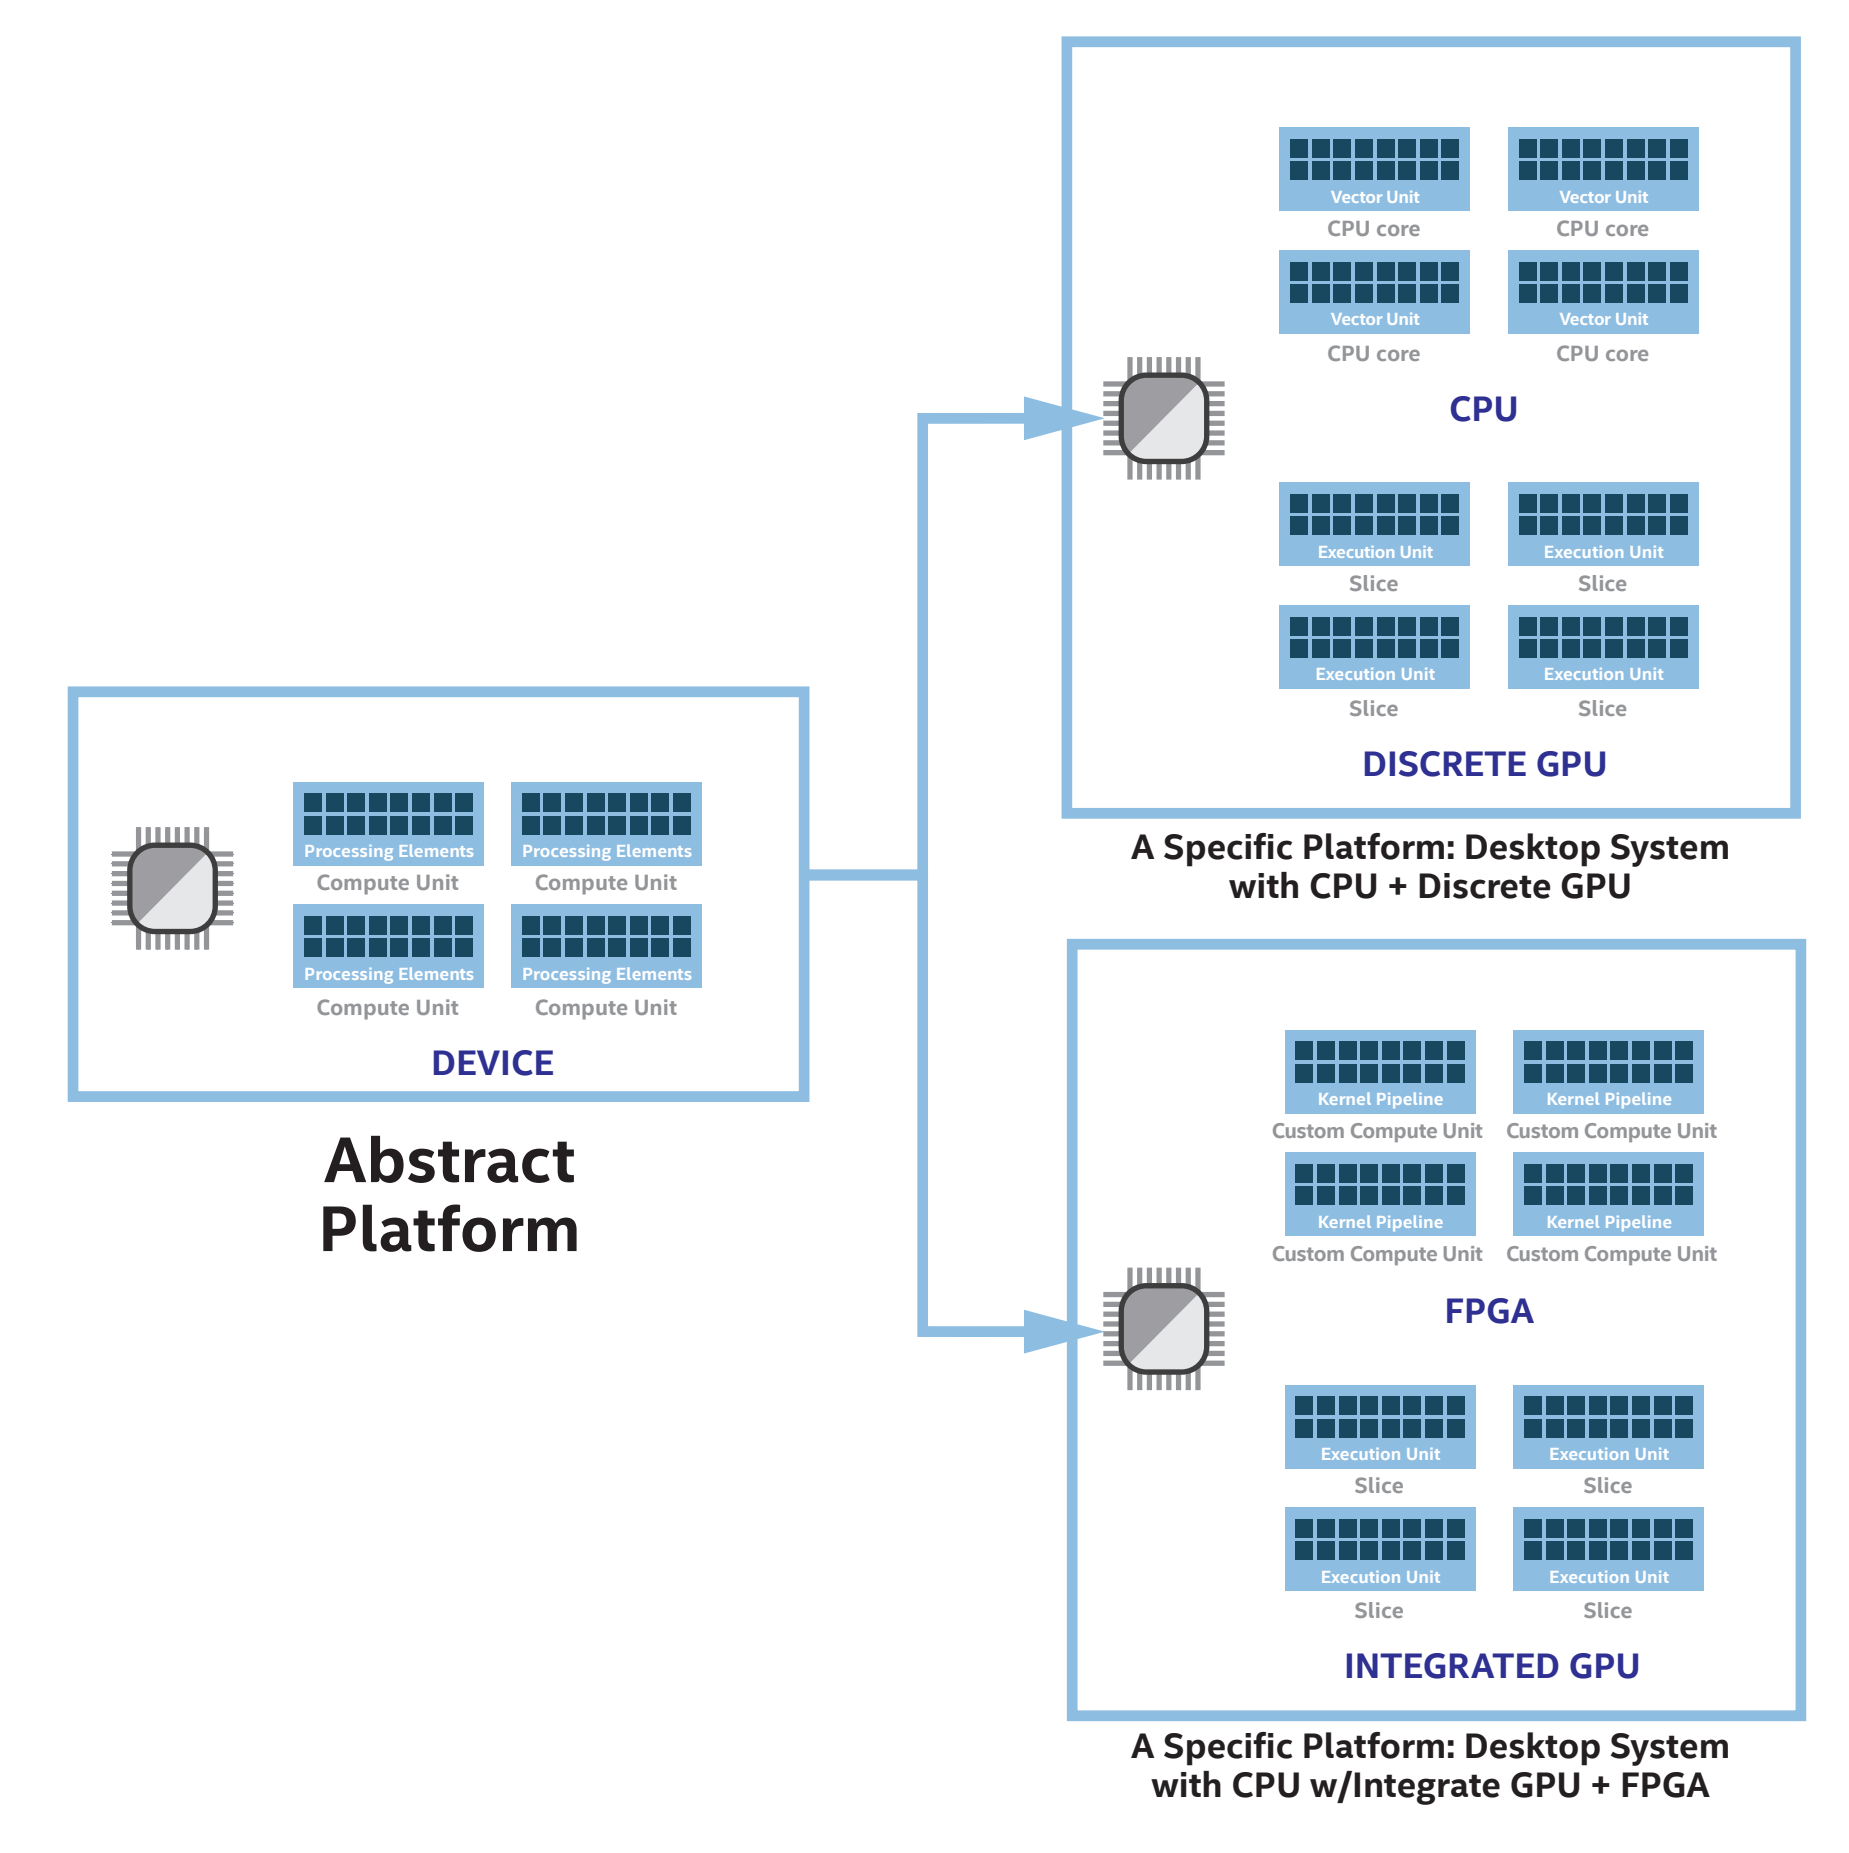 Processing Elements Processing Elements
Compute Unit Compute Unit
Processing Elements Processing Elements
Compute Unit Compute Unit
DEVICE
Abstract
Platform
Vector Unit Vector Unit
CPU core CPU core
Vector Unit Vector Unit
CPU core CPU core
CPU
Execution Unit Execution Unit
Slice Slice
Execution Unit Execution Unit
Slice Slice
DISCRETE GPU
A Specific Platform: Desktop System
with CPU + Discrete GPU
Kernel Pipeline Kernel Pipeline
Custom Compute Unit Custom Compute Unit
Kernel Pipeline Kernel Pipeline
Custom Compute Unit Custom Compute Unit
FPGA
Execution Unit Execution Unit
Slice Slice
Execution Unit Execution Unit
Slice Slice
INTEGRATED GPU
A Specific Platform: Desktop System
with CPU w/Integrate GPU + FPGA